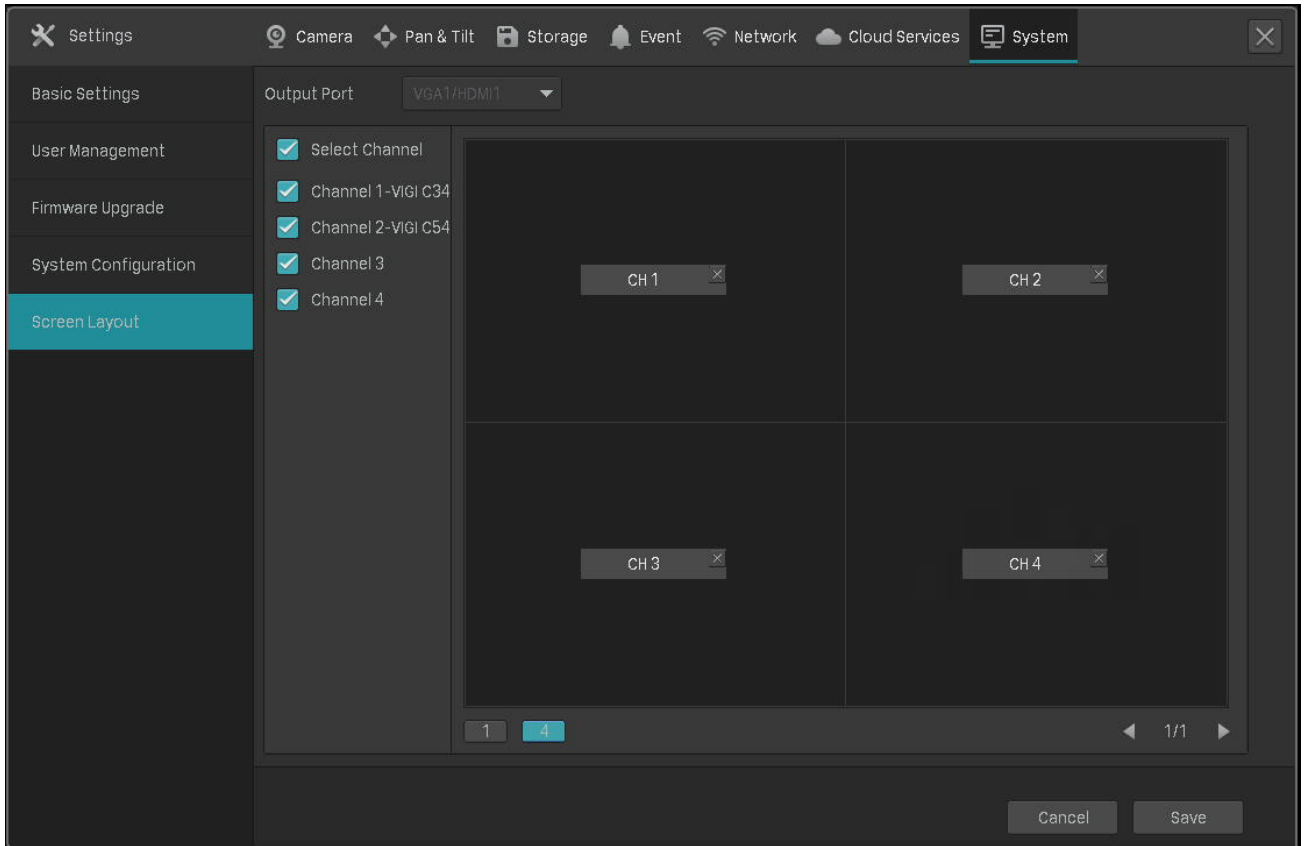 Settings Camera Pan & Tilt Storage Event Network Cloud Services System
Basic Settings
User Management
Firmware Upgrade
System Configuration
Screen Layout
Output Port VGA1/HDMI1
Select Channel
Channel 1-VIGI C34
Channel 2-VIGI C54
Channel 3
Channel 4
CH 1 CH 2
CH 3 CH 4
1 4 1/1
Cancel Save